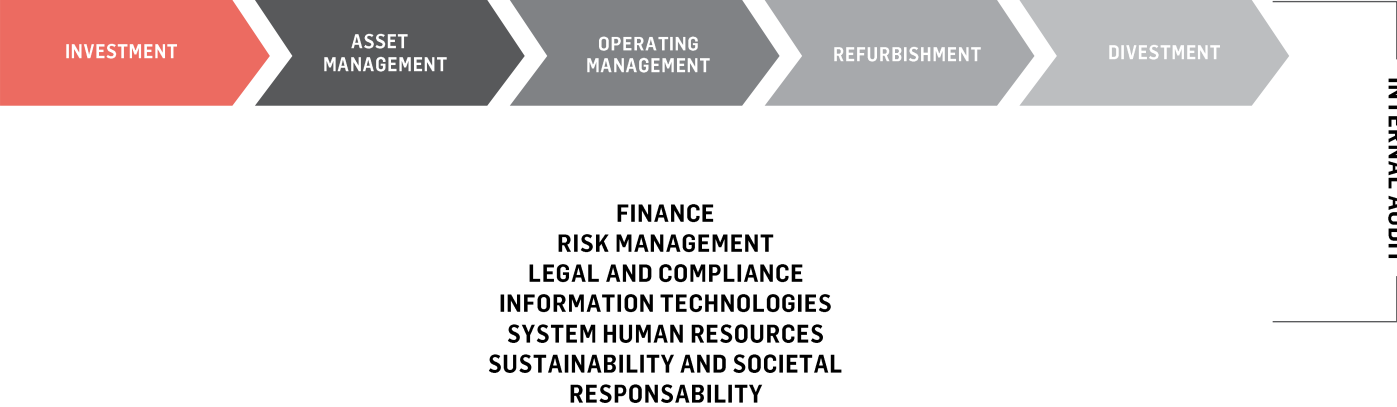 INVESTMENT
ASSET
MANAGEMENT
OPERATING
MANAGEMENT
REFURBISHMENT
DIVESTMENT
INTERNAL AUDIT
FINANCE
RISK MANAGEMENT
LEGAL AND COMPLIANCE
INFORMATION TECHNOLOGIES
SYSTEM HUMAN RESOURCES
SUSTAINABILITY AND SOCIETAL
RESPONSABILITY